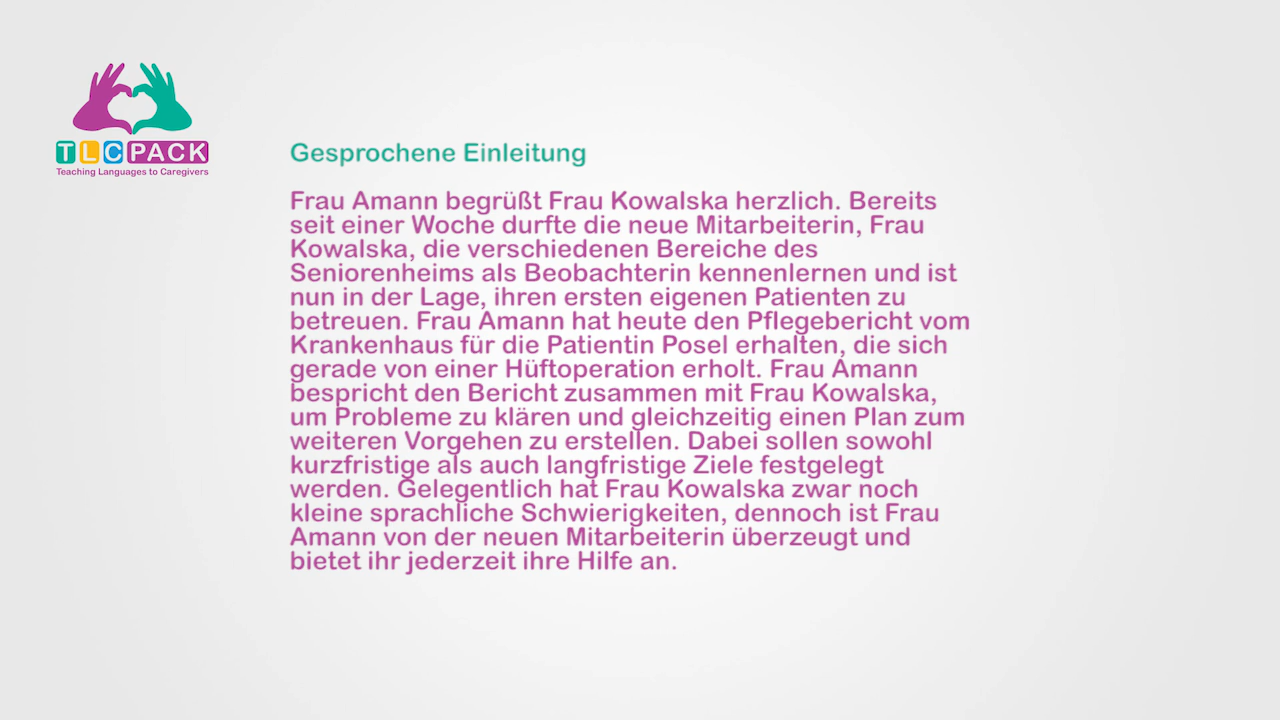 TLCPACK
Teaching Languages to Caregivers
Gesprochene Einleitung
Frau Amann begrüßt Frau Kowalska herzlich. Bereits
seit einer Woche durfte die neue Mitarbeiterin, Frau
Kowalska, die verschiedenen Bereiche des
Seniorenheims als Beobachterin kennenlernen und ist
nun in der Lage, ihren ersten eigenen Patienten zu
betreuen. Frau Amann hat heute den Pflegebericht vom
Krankenhaus für die Patientin Posel erhalten, die sich
gerade von einer Hüftoperation erholt. Frau Amann
bespricht den Bericht zusammen mit Frau Kowalska,
um Probleme zu klären und gleichzeitig einen Plan zum
weiteren Vorgehen zu erstellen. Dabei sollen sowohl
kurzfristige als auch langfristige Ziele festgelegt
werden. Gelegentlich hat Frau Kowalska zwar noch
kleine sprachliche Schwierigkeiten, dennoch ist Frau
Amann von der neuen Mitarbeiterin überzeugt und
bietet ihr jederzeit ihre Hilfe an.